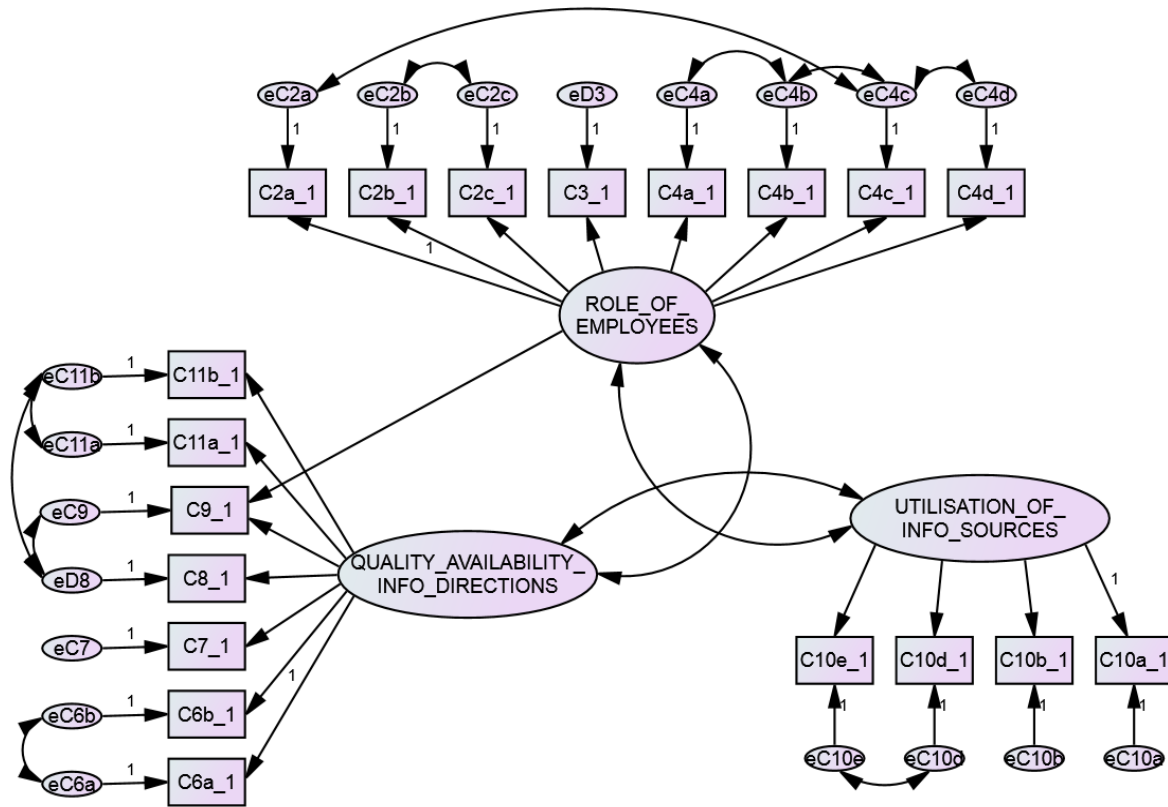 eC2a eC2b eC2c eD3 eC4a eC4b eC4c eC4d
1 1 1 1 1 1 1 1
C2a_1 C2b_1 C2c_1 C3_1 C4a_1 C4b_1 C4c_1 C4d_1
1
ROLE_OF_
EMPLOYEES
eC11b 1 C11b_1
eC11a 1 C11a_1
eC9 1 C9_1
eD8 1 C8_1
eC7 1 C7_1
eC6b 1 C6b_1
eC6a 1 C6a_1
1
QUALITY_AVAILABILITY_
INFO_DIRECTIONS
UTILISATION_OF_
INFO_SOURCES
1
C10e_1 C10d_1 C10b_1 C10a_1
1 1 1 1
eC10e eC10d eC10b eC10a